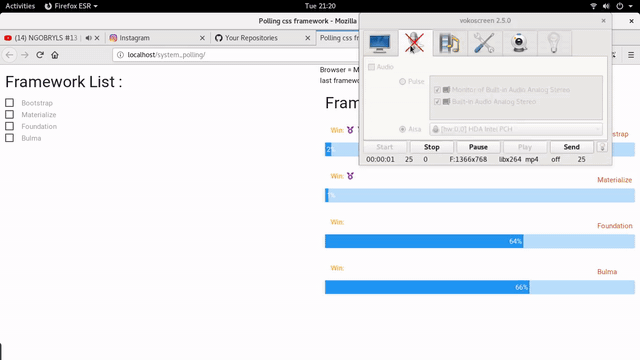 Activities
Firefox ESR
Tue 21:20
Polling css framework - Mozilla
vokoscreen 2.5.0
(14) NGOBRYLS #13
Instagram
Your Repositories
Polling css fram
localhost/system_polling/
Framework List :
Bootstrap
Materialize
Foundation
Bulma
Browser = M
last framew
Fram
Audio
Pulse
Monitor of Built-in Audio Analog Stereo
Built-in Audio Analog Stereo
Alsa
[hw:0,0] HDA Intel PCH
Start
Stop
Pause
Play
Send
00:00:01
25
0
F:1366x768
libx264
mp4
off
25
Win:
strap
Win:
Materialize
Win:
Foundation
64%
Win:
Bulma
66%